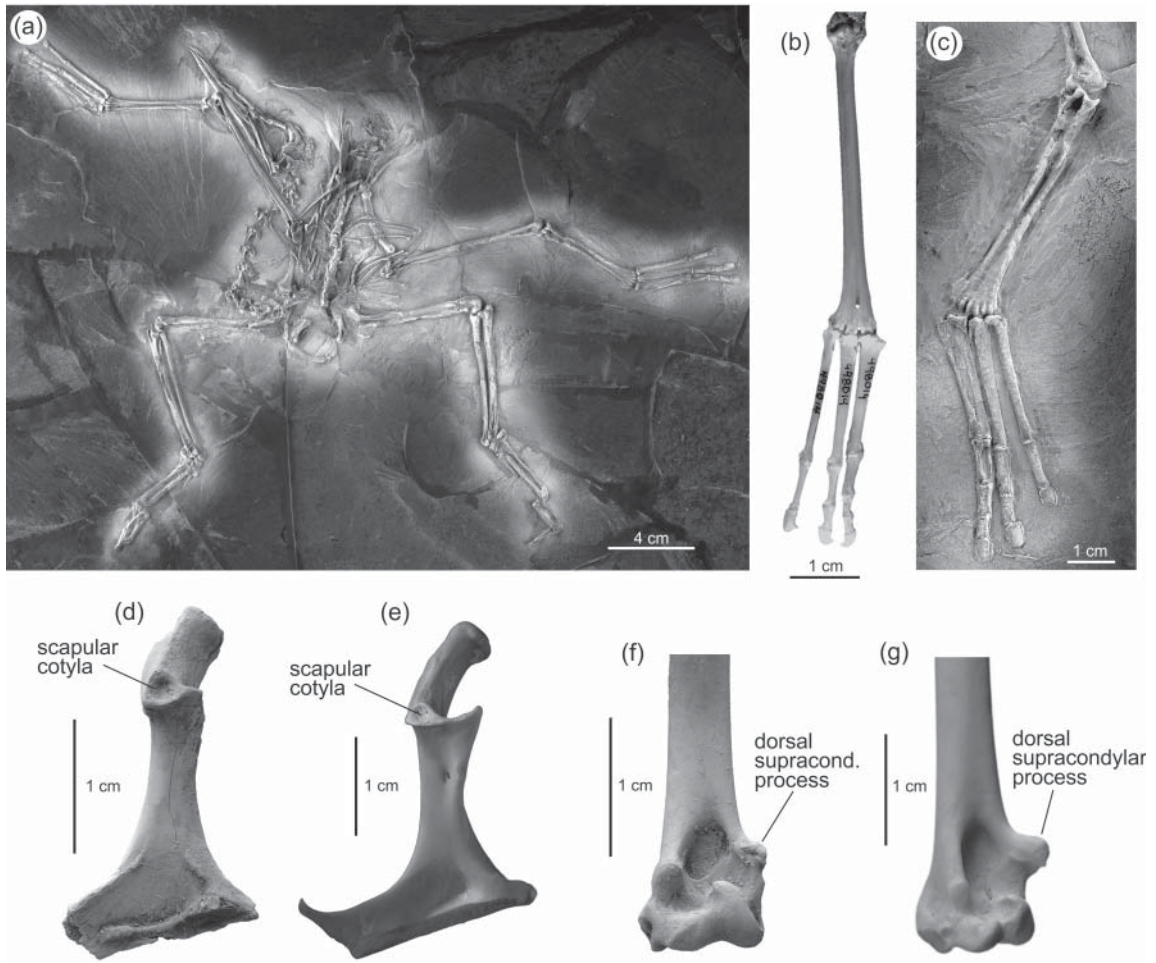 (a)
4 cm
(b)
1 cm
(c)
1 cm
(d)
scapular
cotyla
1 cm
(e)
scapular
cotyla
1 cm
(f)
1 cm
dorsal
supracond.
process
(g)
1 cm
dorsal
supracondylar
process